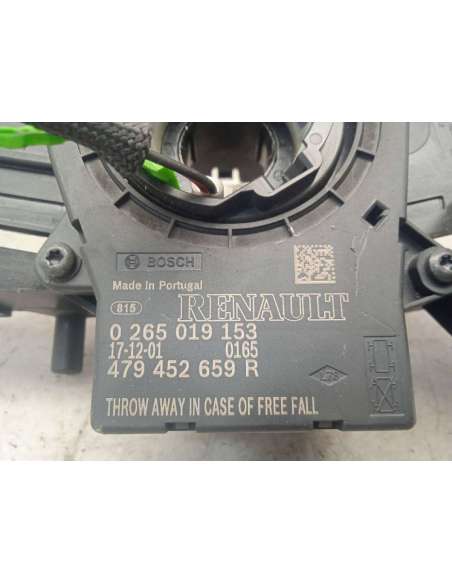 BOSCH
Made in Portugal
815 RENAULT
0 265 019 153
17-12-01 0165
479 452 659 R
THROW AWAY IN CASE OF FREE FALL